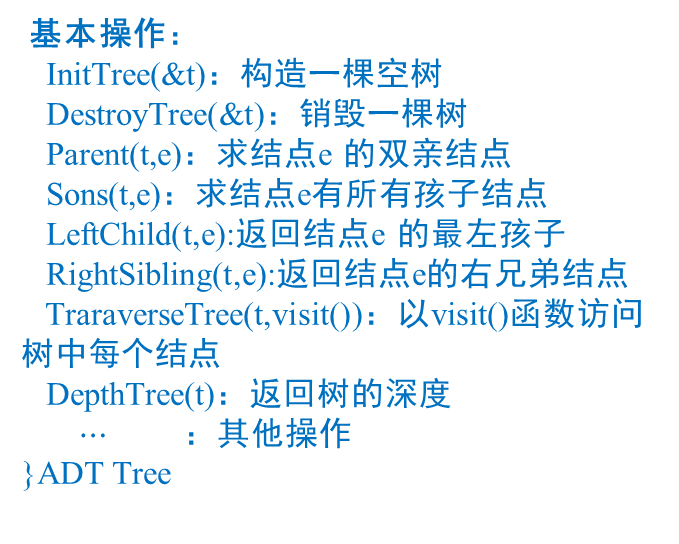 基本操作：
InitTree(&t)：构造一棵空树
DestroyTree(&t)：销毁一棵树
Parent(t,e)：求结点e 的双亲结点
Sons(t,e)：求结点e有所有孩子结点
LeftChild(t,e):返回结点e 的最左孩子
RightSibling(t,e):返回结点e的右兄弟结点
TraraverseTree(t,visit())：以visit()函数访问
树中每个结点
DepthTree(t)：返回树的深度
… ：其他操作
}ADT Tree